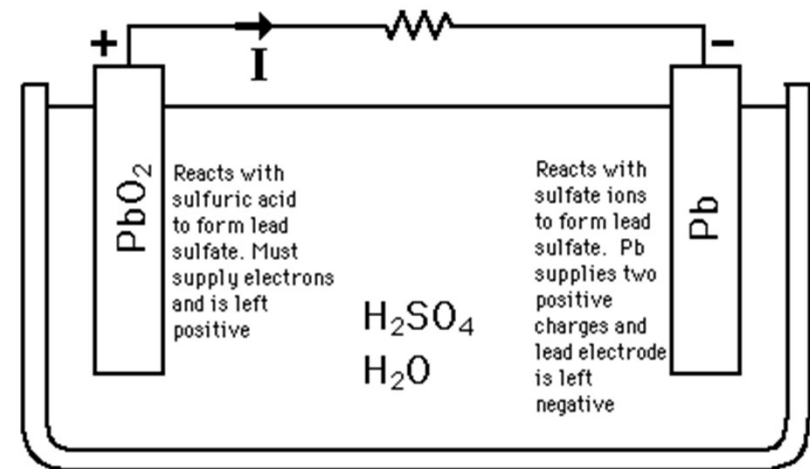 +
I
-
PbO₂
Reacts with
sulfuric acid
to form lead
sulfate. Must
supply electrons
and is left
positive
H₂SO₄
H₂O
Reacts with
sulfate ions
to form lead
sulfate. Pb
supplies two
positive
charges and
lead electrode
is left
negative
Pb